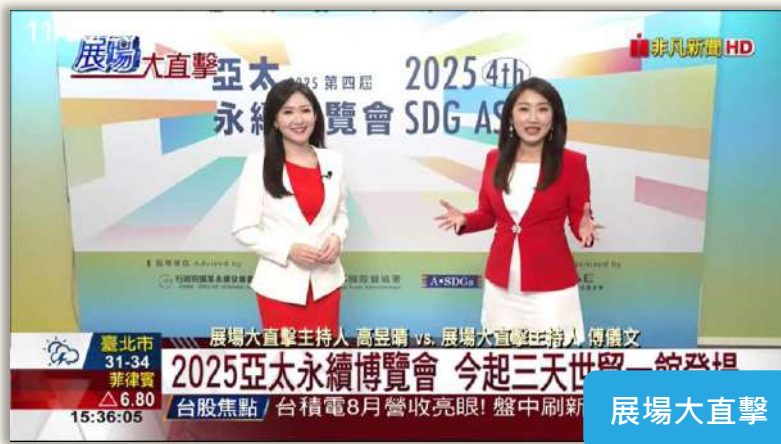 展場大直擊
非凡新聞 HD
亞太 2025 第四屆 2025 4th
永續博覽會 SDG AS
Advised by
A•SDGs
展場大直擊主持人 高昱晴 vs. 展場大直擊主持人 傅儀文
臺北市
31-34
菲律賓
△6.80
15:36:05
2025亞太永續博覽會 今起三天世貿一館登場
台股焦點 台積電8月營收亮眼! 盤中刷新
展場大直擊